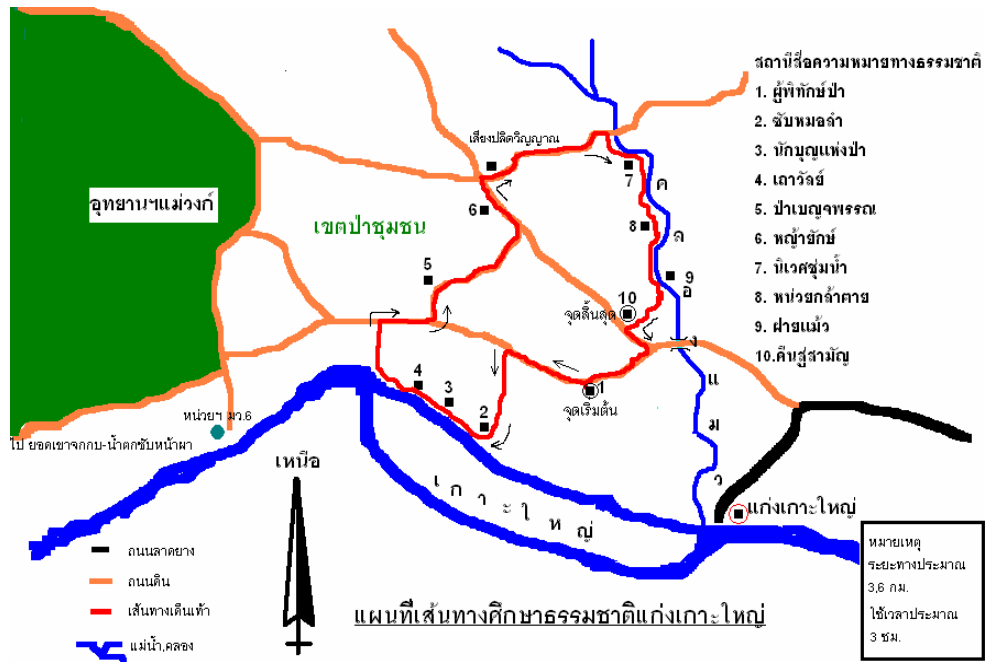 สถานีสื่อความหมายทางธรรมชาติ
1. ผู้พิทักษ์ป่า
2. ซับหมอลำ
3. นักบุญแห่งป่า
4. เถาวัลย์
5. ป่าเบญจพรรณ
6. หญ้ายักษ์
7. นิเวศชุ่มน้ำ
8. หน่วยกล้าตาย
9. ฝายแม้ว
10.คืนสู่สามัญ
เสียงปลิดวิญญาณ
อุทยานฯแม่วงก์
เขตป่าชุมชน
7
6
8
5
9
10
จุดสิ้นสุด
4
3
2
1
จุดเริ่มต้น
คลองแมว
หน่วยฯ มว.6
ไป ยอดเขาจกกบ-น้ำตกซับหน้าผา
เหนือ
เกาะใหญ่
แก่งเกาะใหญ่
ถนนลาดยาง
ถนนดิน
เส้นทางเดินเท้า
แม่น้ำ,คลอง
แผนที่เส้นทางศึกษาธรรมชาติแก่งเกาะใหญ่
หมายเหตุ
ระยะทางประมาณ
3,6 กม.
ใช้เวลาประมาณ
3 ชม.